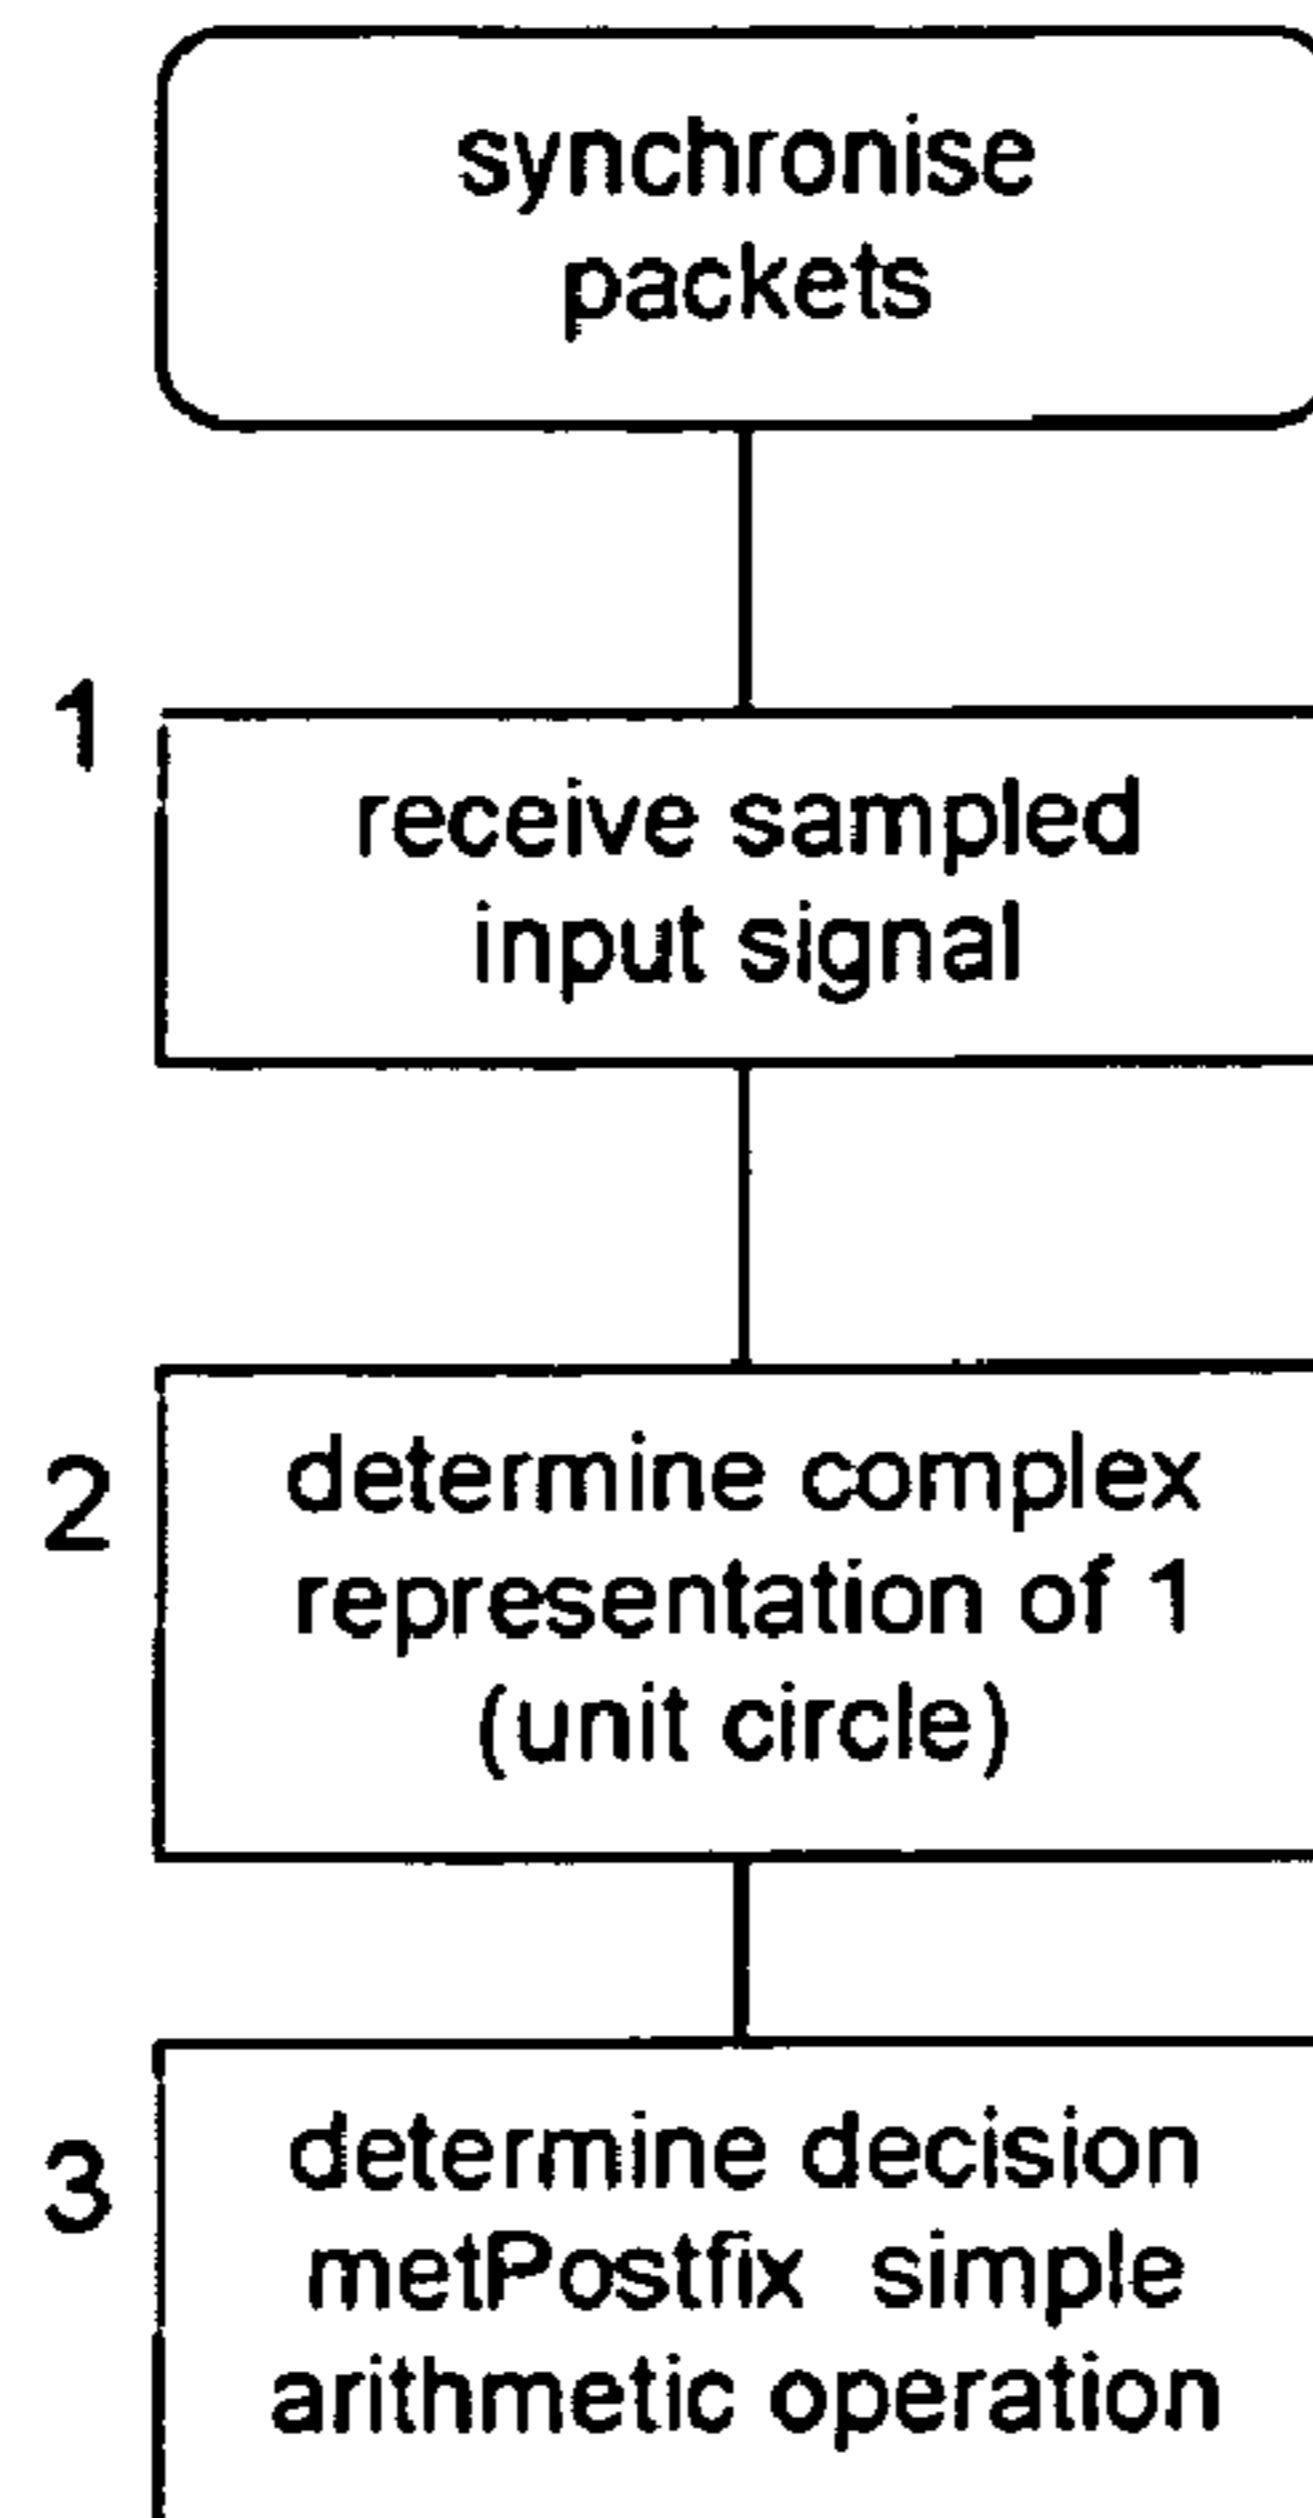 synchronise
packets
1
receive sampled
input signal
2
determine complex
representation of 1
(unit circle)
3
determine decision
metPostfix simple
arithmetic operation